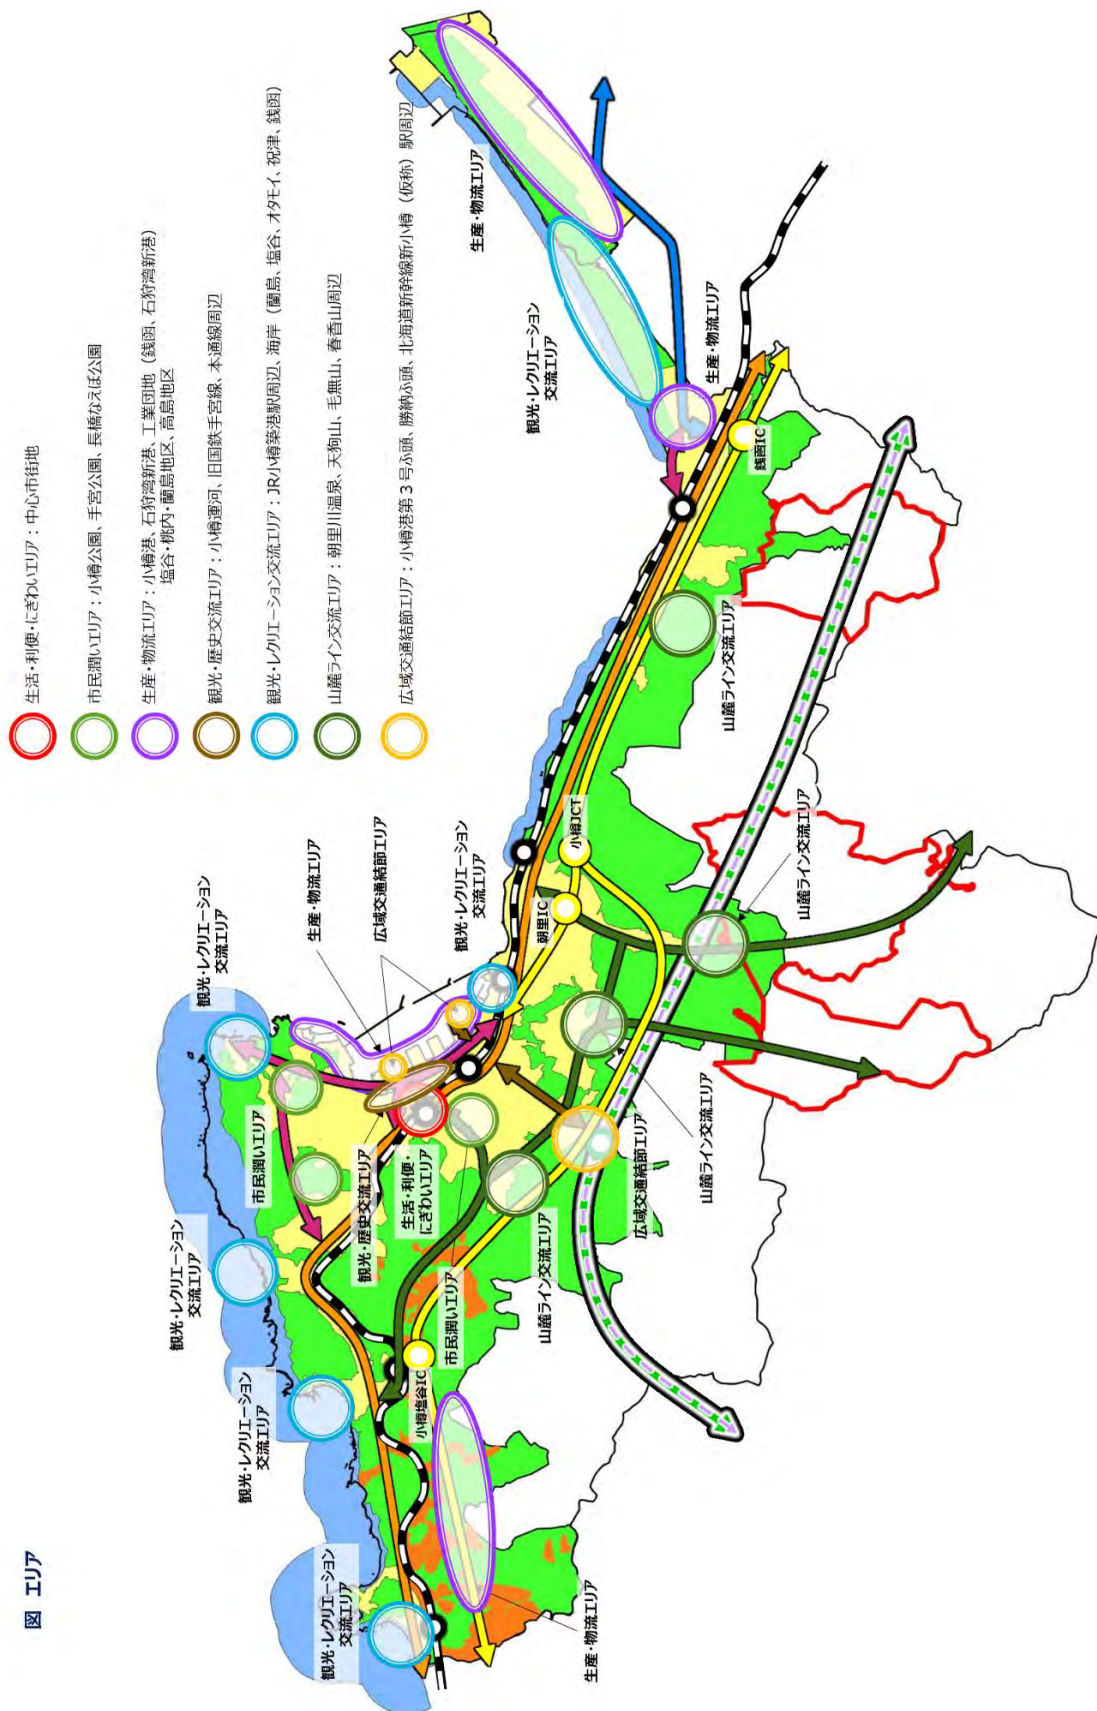 図 エリア
生活・利便・にぎわいエリア：中心市街地
市民潤いエリア：小樽公園、手宮公園、長橋なえぼ公園
生産・物流エリア：小樽港、石狩湾新港、工業団地（銭函、石狩湾新港）
塩谷・桃内・蘭島地区、高島地区
観光・歴史交流エリア：小樽運河、旧国鉄手宮線、本通線周辺
観光・レクリエーション交流エリア：JR小樽築港駅周辺、海岸（蘭島、塩谷、オタモイ、祝津、銭函）
山麓ライン交流エリア：朝里川温泉、天狗山、毛無山、春香山周辺
広域交通結節エリア：小樽港第３号ふ頭、勝納ふ頭、北海道新幹線新小樽（仮称）駅周辺
観光・レクリエーション
交流エリア
生産・物流エリア
広域交通結節エリア
観光・レクリエーション
交流エリア
観光・レクリエーション
交流エリア
生産・物流エリア
生産・物流エリア
観光・レクリエーション
交流エリア
市民潤いエリア
観光・レクリエーション
交流エリア
観光・歴史交流エリア
生活・利便・
にぎわいエリア
朝里IC
小樽JCT
銭函IC
山麓ライン交流エリア
観光・レクリエーション
交流エリア
小樽塩谷IC
市民潤いエリア
山麓ライン交流エリア
広域交通結節エリア
山麓ライン交流エリア
山麓ライン交流エリア
生産・物流エリア